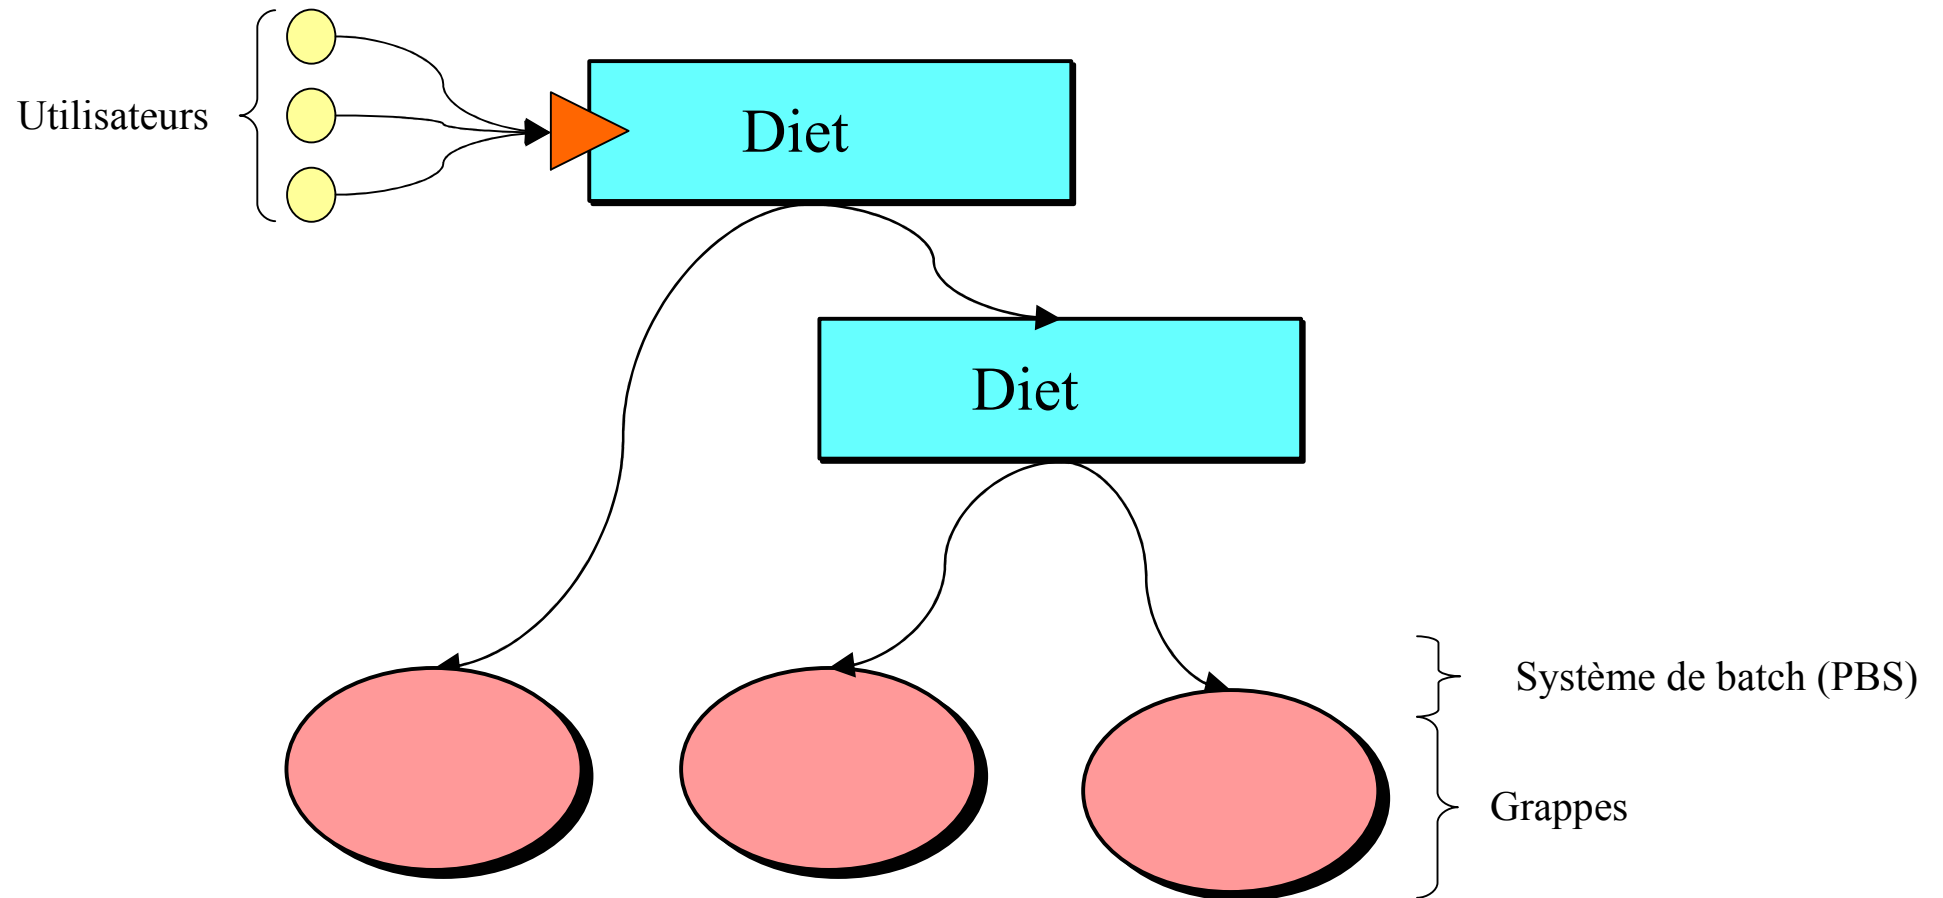 Utilisateurs
Diet
Diet
Système de batch (PBS)
Grappes